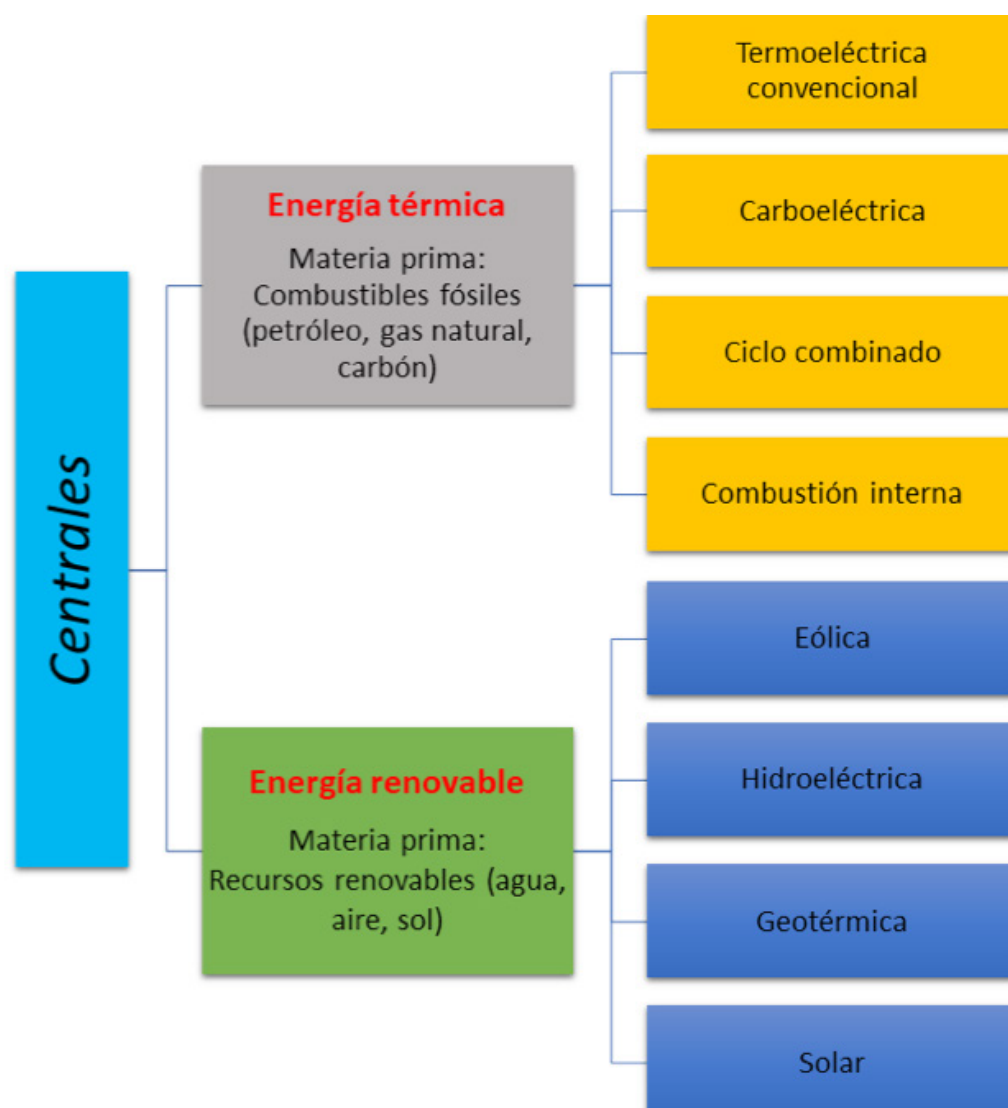 Centrales
Energía térmica
Materia prima:
Combustibles fósiles
(petróleo, gas natural,
carbón)
Termoeléctrica
convencional
Carboeléctrica
Ciclo combinado
Combustión interna
Energía renovable
Materia prima:
Recursos renovables (agua,
aire, sol)
Eólica
Hidroeléctrica
Geotérmica
Solar